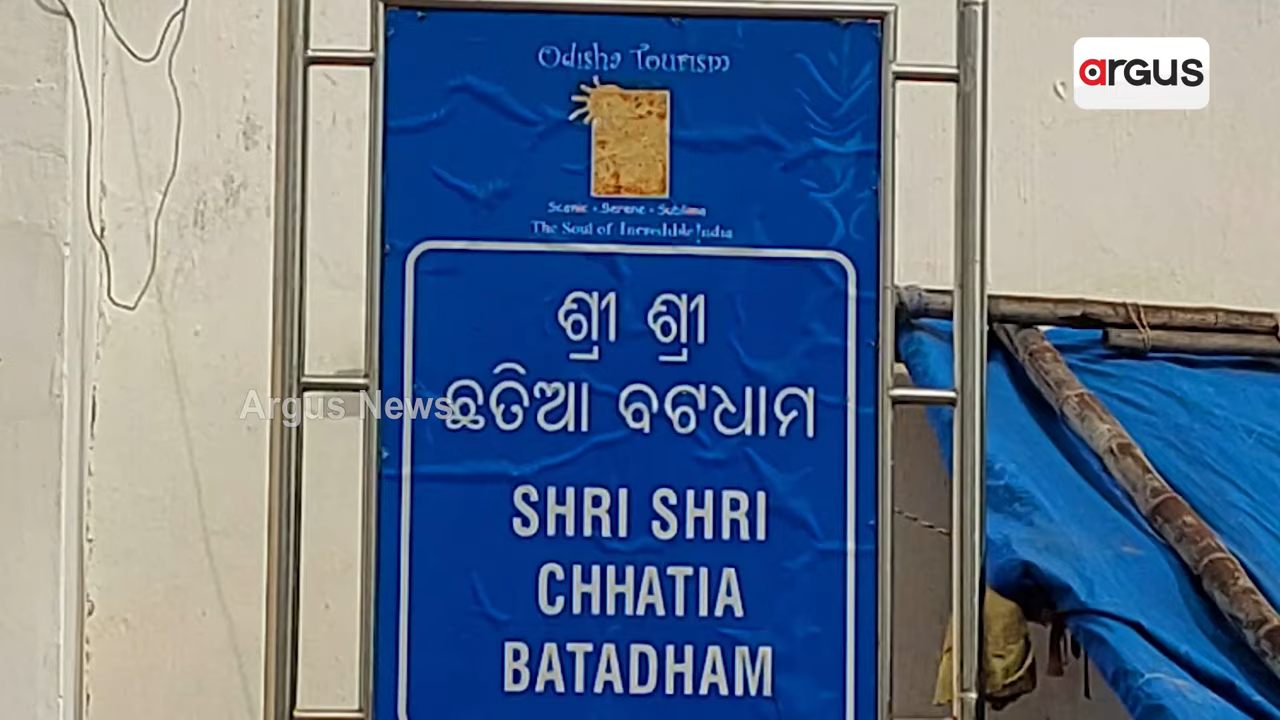 Odisha Tourism
argus
Scenic • Serene • Sublime
The Soul of Incredible India
ଶ୍ରୀ ଶ୍ରୀ
ଛତିଆ ବଟଧାମ
Argus News
SHRI SHRI
CHHATIA
BATADHAM